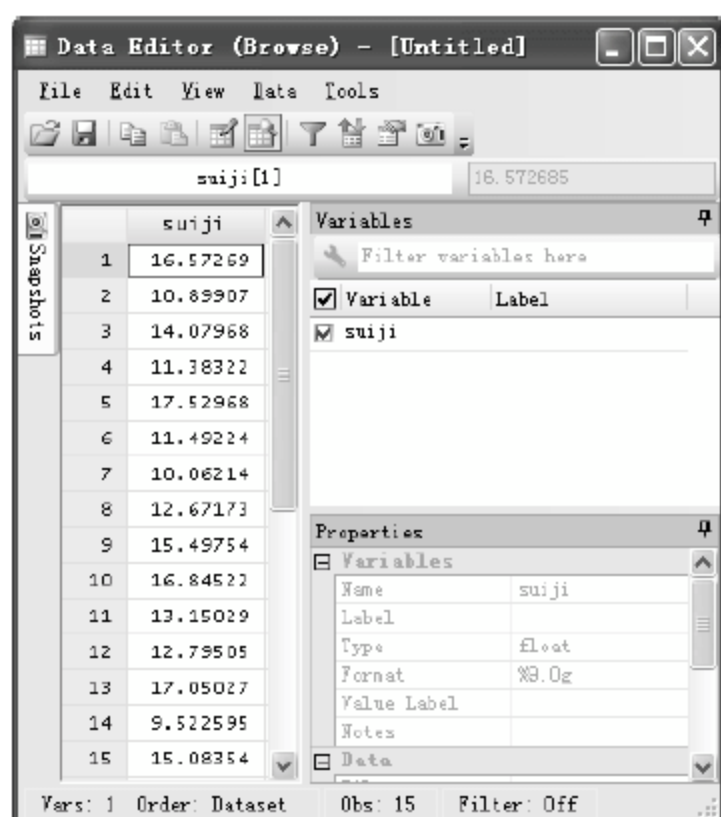 Data Editor (Browse) - [Untitled]
File Edit View Data Tools
suiji[1] 16.572685
Snapshots
suiji
1 16.57269
2 10.89907
3 14.07968
4 11.38322
5 17.52968
6 11.49224
7 10.06214
8 12.67173
9 15.49754
10 16.84522
11 13.15029
12 12.79505
13 17.05027
14 9.522595
15 15.08354
Variables
Filter variables here
Variable Label
suiji
Properties
Variables
Name suiji
Label
Type float
Format %9.0g
Value Label
Notes
Data
Vars: 1 Order: Dataset Obs: 15 Filter: Off